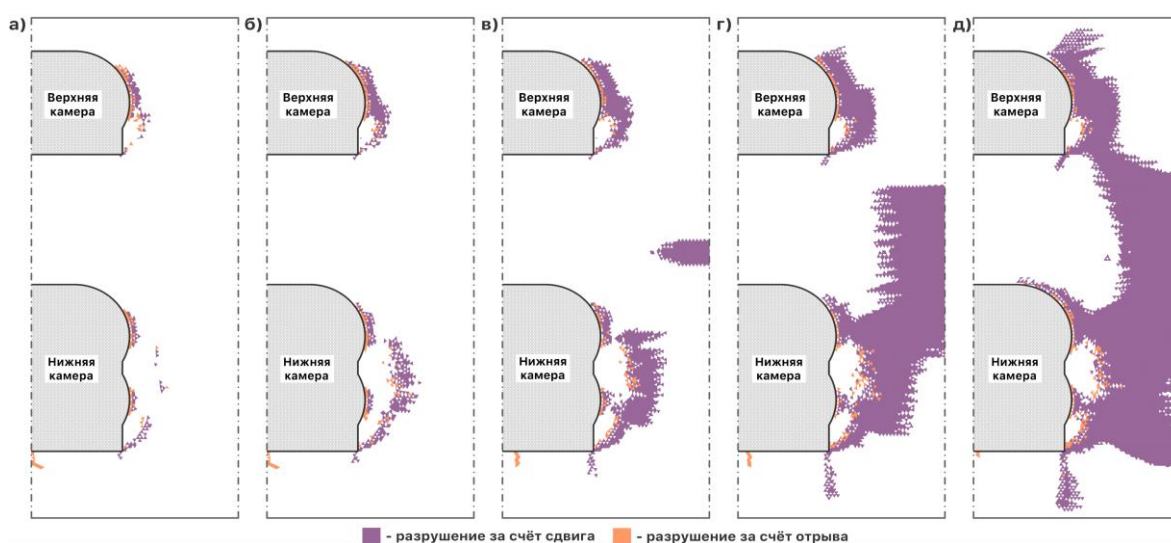 а) б) в) г) д)
Верхняя
камера
Верхняя
камера
Верхняя
камера
Верхняя
камера
Верхняя
камера
Нижняя
камера
Нижняя
камера
Нижняя
камера
Нижняя
камера
Нижняя
камера
- разрушение за счёт сдвига - разрушение за счёт отрыва